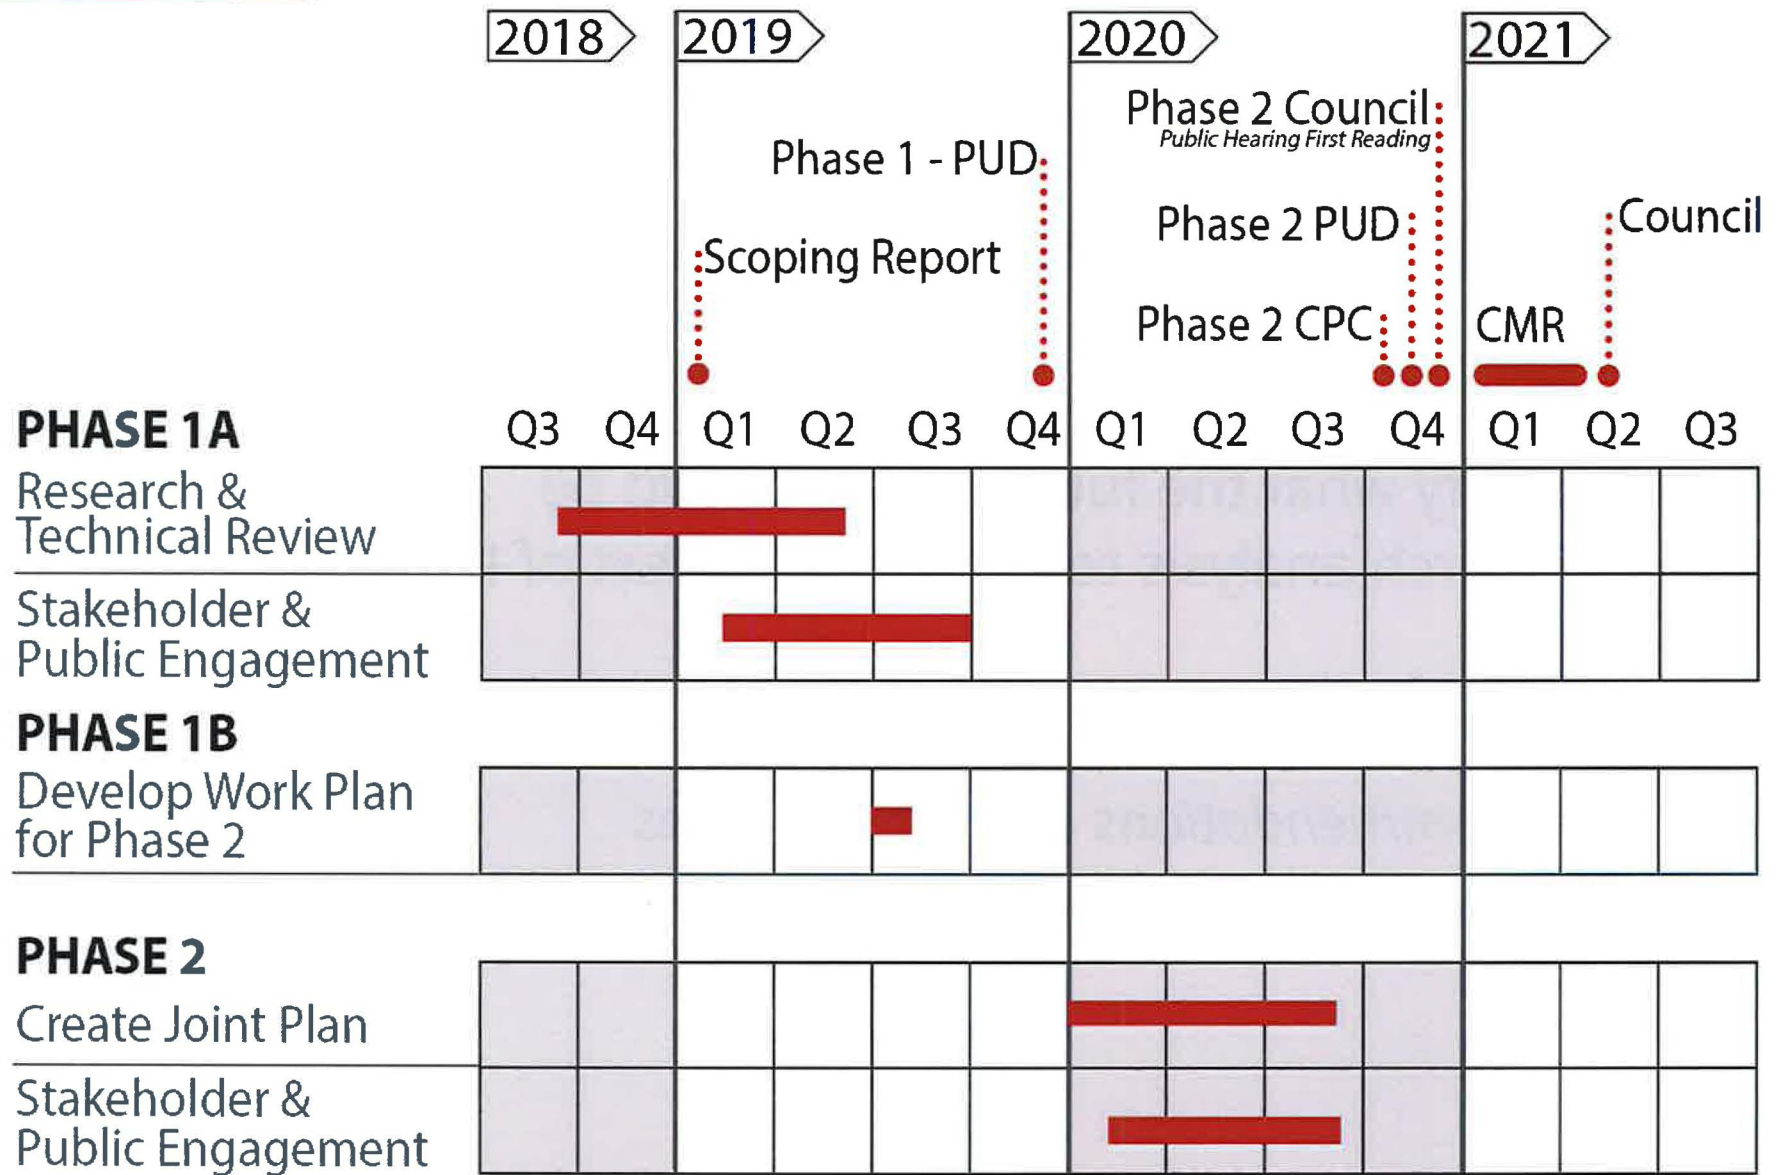 2018
2019
2020
2021
Phase 2 Council
Public Hearing First Reading
Phase 1 - PUD
Phase 2 PUD
Council
Scoping Report
Phase 2 CPC
CMR
PHASE 1A
Q3 Q4 Q1 Q2 Q3 Q4 Q1 Q2 Q3 Q4 Q1 Q2 Q3
Research &
Technical Review
Stakeholder &
Public Engagement
PHASE 1B
Develop Work Plan
for Phase 2
PHASE 2
Create Joint Plan
Stakeholder &
Public Engagement